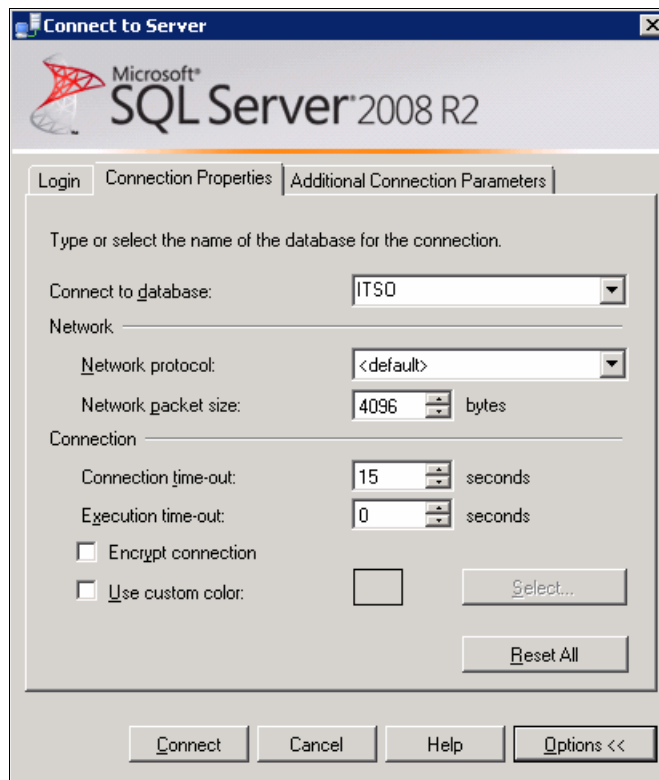 Connect to Server
Microsoft®
SQL Server® 2008 R2
Login Connection Properties Additional Connection Parameters
Type or select the name of the database for the connection.
Connect to database: ITSO
Network
Network protocol: <default>
Network packet size: 4096 bytes
Connection
Connection time-out: 15 seconds
Execution time-out: 0 seconds
Encrypt connection
Use custom color: Select...
Reset All
Connect Cancel Help Options <<